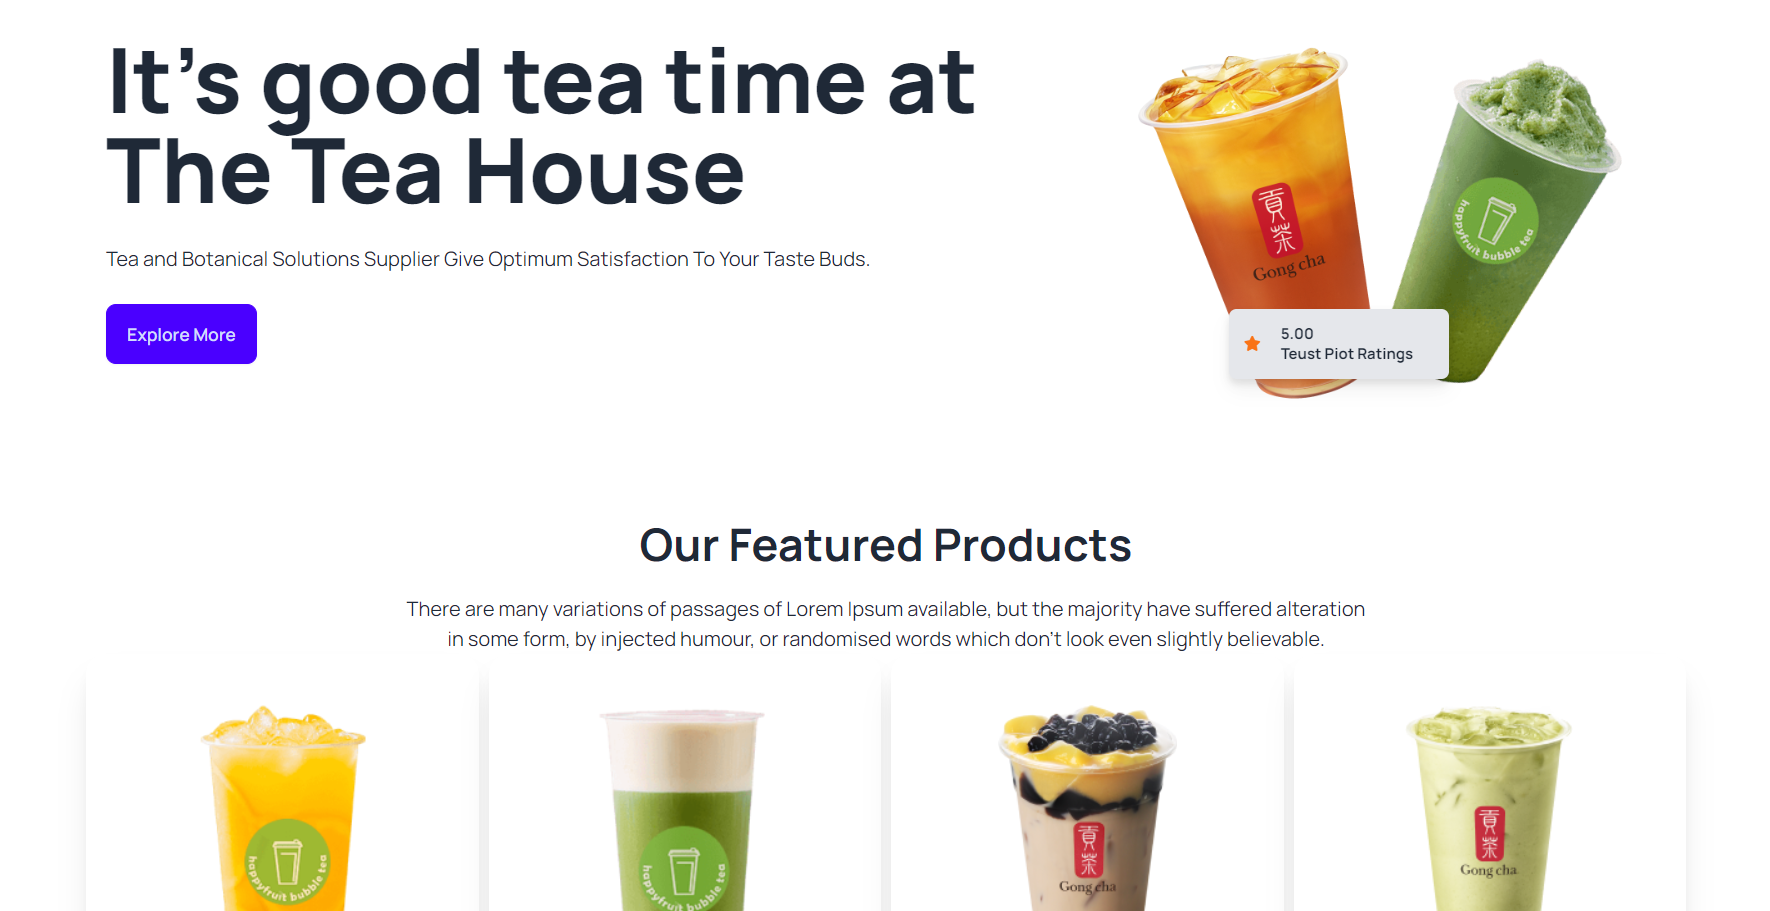 It's good tea time at
The Tea House
Tea and Botanical Solutions Supplier Give Optimum Satisfaction To Your Taste Buds.
Explore More
貢茶
Gong cha
happyfruit bubble tea
5.00
Teust Piot Ratings
Our Featured Products
There are many variations of passages of Lorem Ipsum available, but the majority have suffered alteration
in some form, by injected humour, or randomised words which don't look even slightly believable.
happyfruit bubble tea
happyfruit bubble tea
貢茶
Gong cha
貢茶
Gong cha